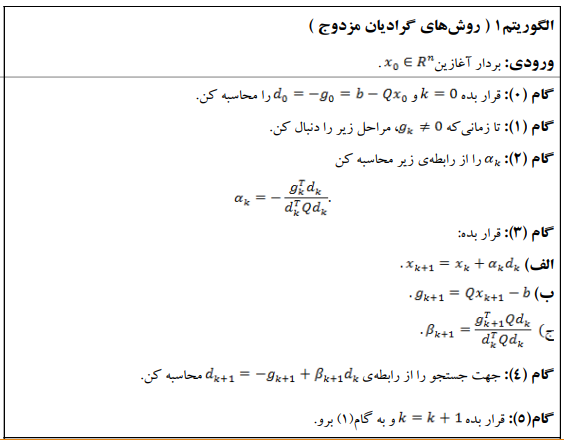 الگوریتم۱ ( روش‌های گرادیان مزدوج )
ورودی: بردار آغازین $x_0 \in R^n$.
گام (۰): قرار بده $k = 0$ و $d_0 = -g_0 = b - Qx_0$ را محاسبه کن.
گام (۱): تا زمانی‌که $g_k \neq 0$، مراحل زیر را دنبال کن.
گام (۲): $\alpha_k$ را از رابطه‌ی زیر محاسبه کن
$\alpha_k = -\frac{g_k^T d_k}{d_k^T Q d_k}.$
گام (۳): قرار بده:
الف) $x_{k+1} = x_k + \alpha_k d_k$.
ب) $g_{k+1} = Qx_{k+1} - b$.
ج) $\beta_{k+1} = \frac{g_{k+1}^T Q d_k}{d_k^T Q d_k}$.
گام (٤): جهت جستجو را از رابطه‌ی $d_{k+1} = -g_{k+1} + \beta_{k+1} d_k$ محاسبه کن.
گام(۵): قرار بده $k = k + 1$ و به گام(۱) برو.